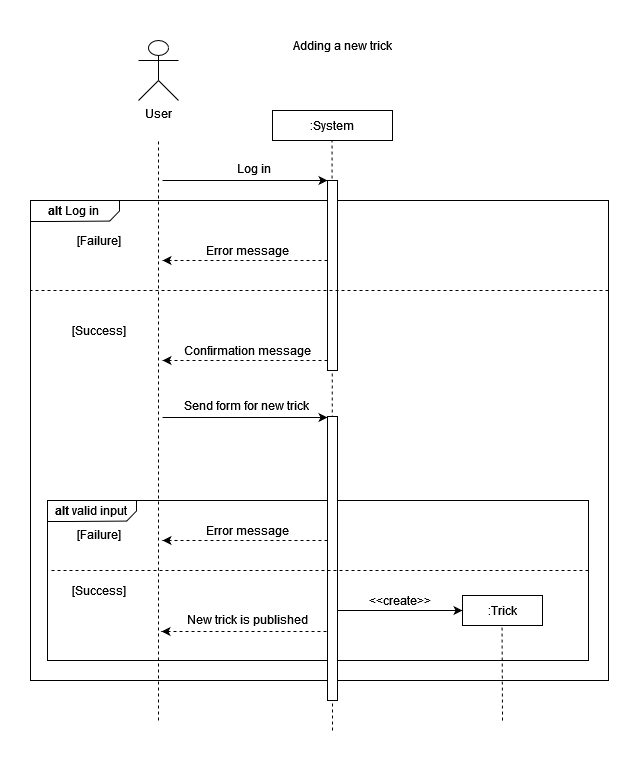 Adding a new trick
User
:System
Log in
alt Log in
[Failure]
Error message
[Success]
Confirmation message
Send form for new trick
alt valid input
[Failure]
Error message
[Success]
<<create>>
:Trick
New trick is published